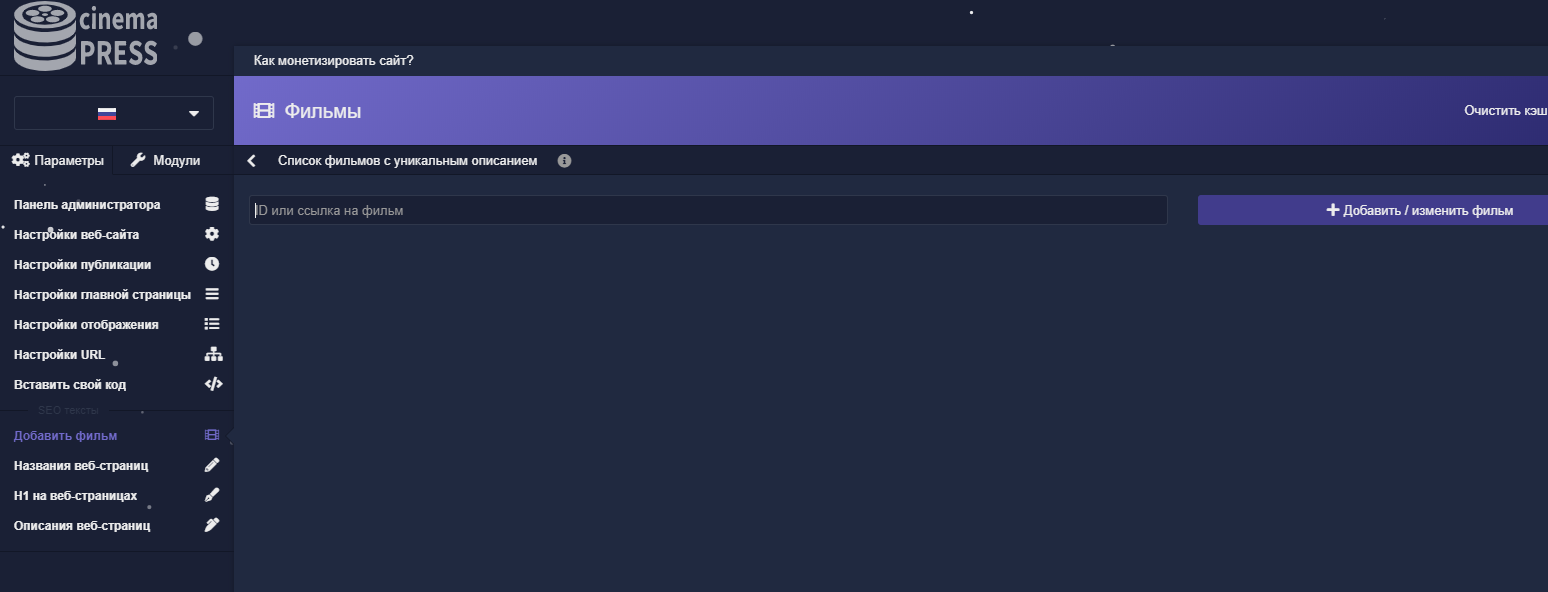 cinema
PRESS
Как монетизировать сайт?
Фильмы
Очистить кэш
Параметры
Модули
Список фильмов с уникальным описанием
Панель администратора
Настройки веб-сайта
Настройки публикации
Настройки главной страницы
Настройки отображения
Настройки URL
Вставить свой код
SEO тексты
Добавить фильм
Названия веб-страниц
H1 на веб-страницах
Описания веб-страниц
ID или ссылка на фильм
Добавить / изменить фильм